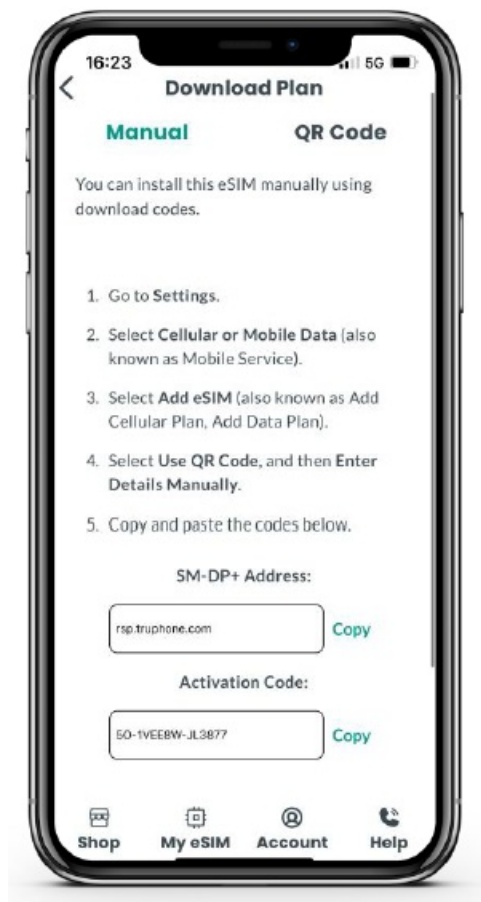 16:23
5G
Download Plan
Manual QR Code
You can install this eSIM manually using
download codes.
1. Go to Settings.
2. Select Cellular or Mobile Data (also
known as Mobile Service).
3. Select Add eSIM (also known as Add
Cellular Plan, Add Data Plan).
4. Select Use QR Code, and then Enter
Details Manually.
5. Copy and paste the codes below.
SM-DP+ Address:
rsp.truphone.com Copy
Activation Code:
50-1VEE8W-JL3877 Copy
Shop My eSIM Account Help